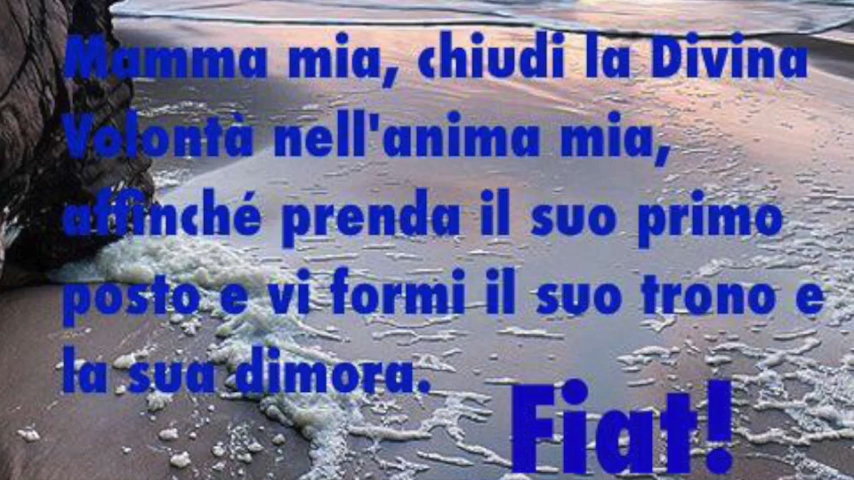 Mamma mia, chiudi la Divina
Volontà nell'anima mia,
affinché prenda il suo primo
posto e vi formi il suo trono e
la sua dimora.
Fiat!